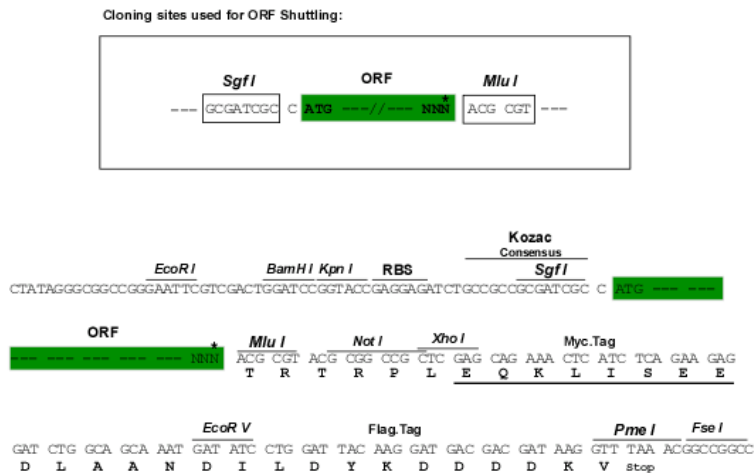 Cloning sites used for ORF Shuttling:
Sgf I ORF Mlu I
--- GCGATCGC C ATG ---//--- NNN* ACG CGT ---
Kozac
Consensus
EcoR I BamH I Kpn I RBS Sgf I
CTATAGGGCGGCCGGGAATTCGTCGACTGGATCCGGTACCGAGGAGATCTGCCGCCGCGATCGC C ATG --- ---
ORF
Mlu I Not I Xho I Myc.Tag
--- --- --- --- --- --- NNN* ACG CGT ACG CGG CCG CTC GAG CAG AAA CTC ATC TCA GAA GAG
T R T R P L E Q K L I S E E
EcoR V Flag.Tag Pme I Fse I
GAT CTG GCA GCA AAT GAT ATC CTG GAT TAC AAG GAT GAC GAC GAT AAG GTT TAA ACGGCCGGCC
D L A A N D I L D Y K D D D D K V Stop